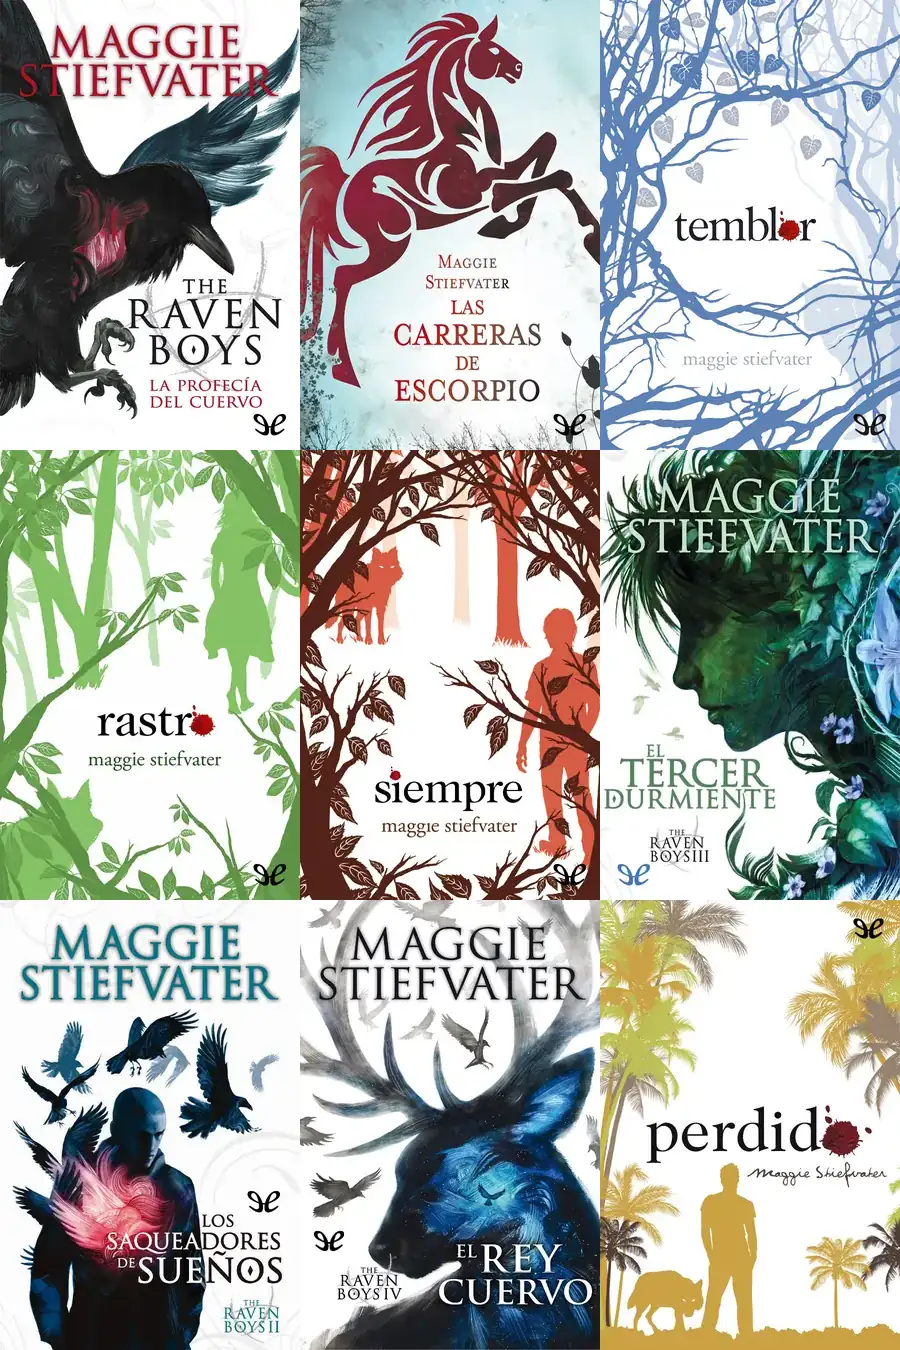 MAGGIE
STIEFVATER
THE
RAVEN
BOYS
LA PROFECÍA
DEL CUERVO
MAGGIE
STIEFVATER
LAS
CARRERAS
DE
ESCORPIO
temblor
maggie stiefvater
rastro
maggie stiefvater
siempre
maggie stiefvater
MAGGIE
STIEFVATER
EL
TERCER
DURMIENTE
THE
RAVEN
BOYS III
MAGGIE
STIEFVATER
LOS
SAQUEADORES
DE SUEÑOS
THE
RAVEN
BOYS II
MAGGIE
STIEFVATER
EL REY
CUERVO
THE
RAVEN
BOYS IV
perdido
Maggie Stiefvater